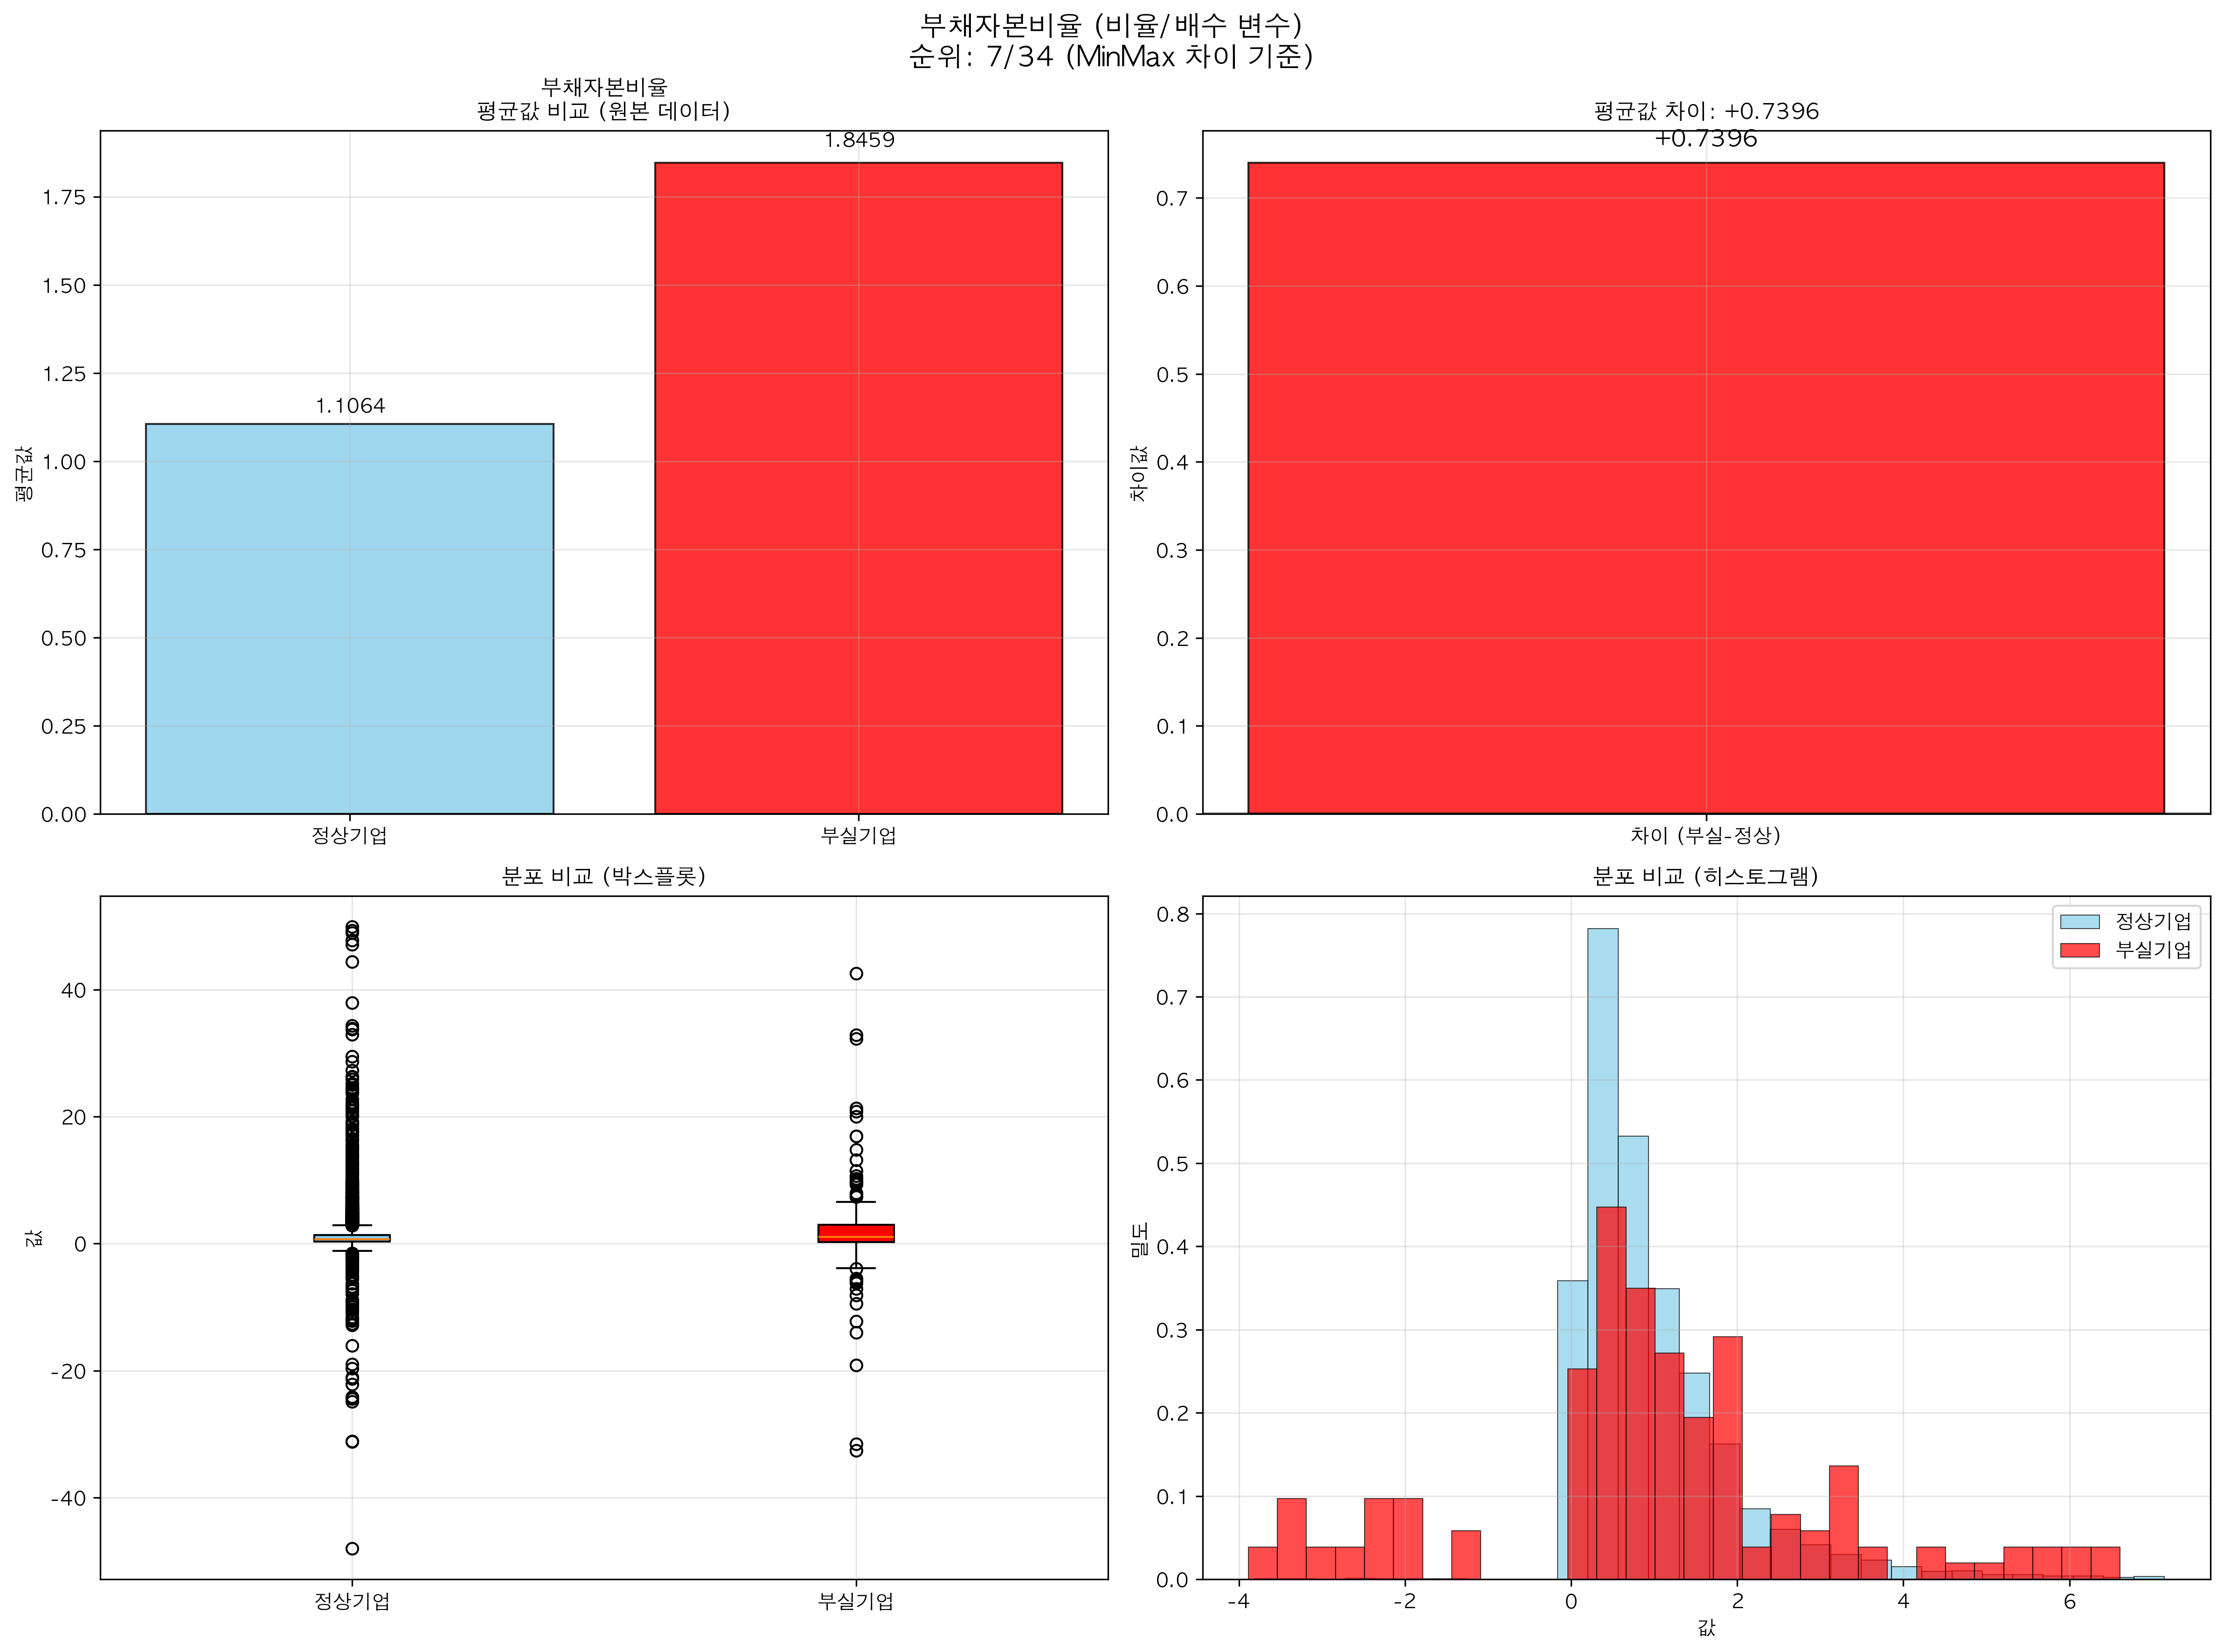 부채자본비율 (비율/배수 변수)
순위: 7/34 (MinMax 차이 기준)
부채자본비율
평균값 비교 (원본 데이터)
1.8459
1.1064
평균값
1.75
1.50
1.25
1.00
0.75
0.50
0.25
0.00
정상기업
부실기업
평균값 차이: +0.7396
+0.7396
차이값
0.7
0.6
0.5
0.4
0.3
0.2
0.1
0.0
차이 (부실-정상)
분포 비교 (박스플롯)
값
40
20
0
-20
-40
정상기업
부실기업
분포 비교 (히스토그램)
정상기업
부실기업
밀도
0.8
0.7
0.6
0.5
0.4
0.3
0.2
0.1
0.0
-4
-2
0
2
4
6
값